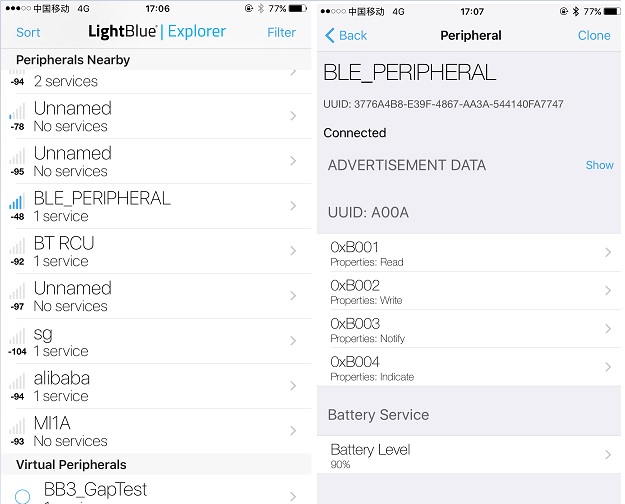 中国移动 4G 17:06 77%
Sort LightBlue | Explorer Filter
Peripherals Nearby
-94 2 services
Unnamed
-78 No services
Unnamed
-95 No services
BLE_PERIPHERAL
-48 1 service
BT RCU
-92 1 service
Unnamed
-97 No services
sg
-104 1 service
alibaba
-94 1 service
MI1A
-93 No services
Virtual Peripherals
BB3_GapTest
中国移动 4G 17:07 77%
Back Peripheral Clone
BLE_PERIPHERAL
UUID: 3776A4B8-E39F-4867-AA3A-544140FA7747
Connected
ADVERTISEMENT DATA Show
UUID: A00A
0xB001
Properties: Read
0xB002
Properties: Write
0xB003
Properties: Notify
0xB004
Properties: Indicate
Battery Service
Battery Level
90%